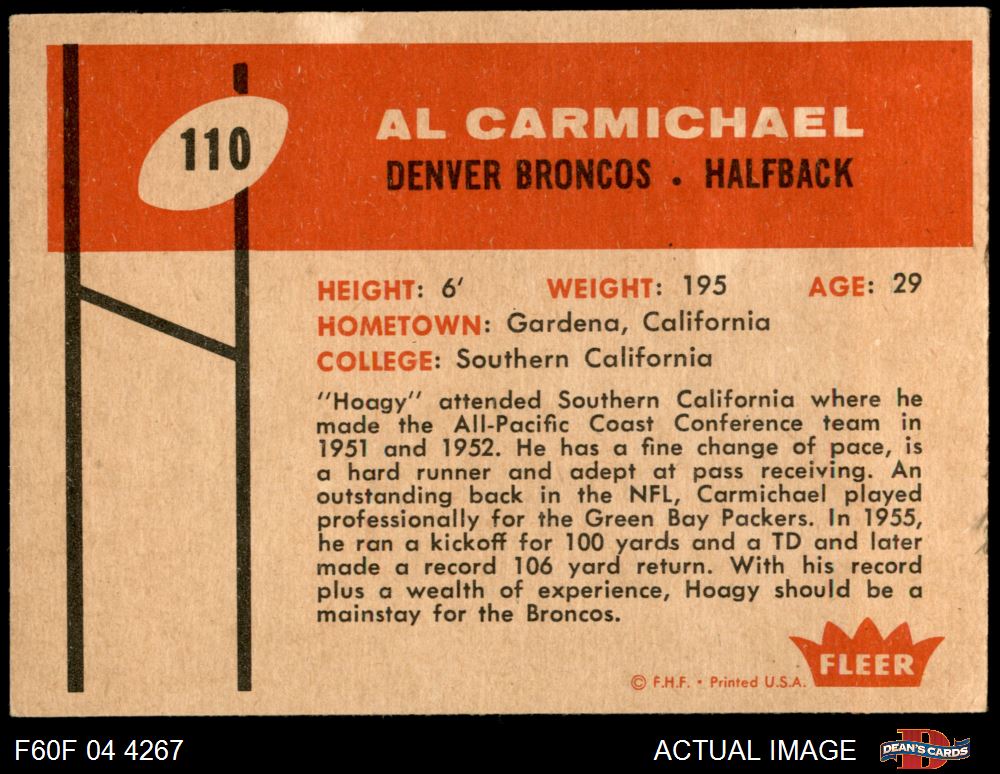 110
AL CARMICHAEL
DENVER BRONCOS . HALFBACK
HEIGHT: 6' WEIGHT: 195 AGE: 29
HOMETOWN: Gardena, California
COLLEGE: Southern California
"Hoagy" attended Southern California where he
made the All-Pacific Coast Conference team in
1951 and 1952. He has a fine change of pace, is
a hard runner and adept at pass receiving. An
outstanding back in the NFL, Carmichael played
professionally for the Green Bay Packers. In 1955,
he ran a kickoff for 100 yards and a TD and later
made a record 106 yard return. With his record
plus a wealth of experience, Hoagy should be a
mainstay for the Broncos.
FLEER
© F.H.F. • Printed U.S.A.
F60F 04 4267 ACTUAL IMAGE D DEAN'S CARDS